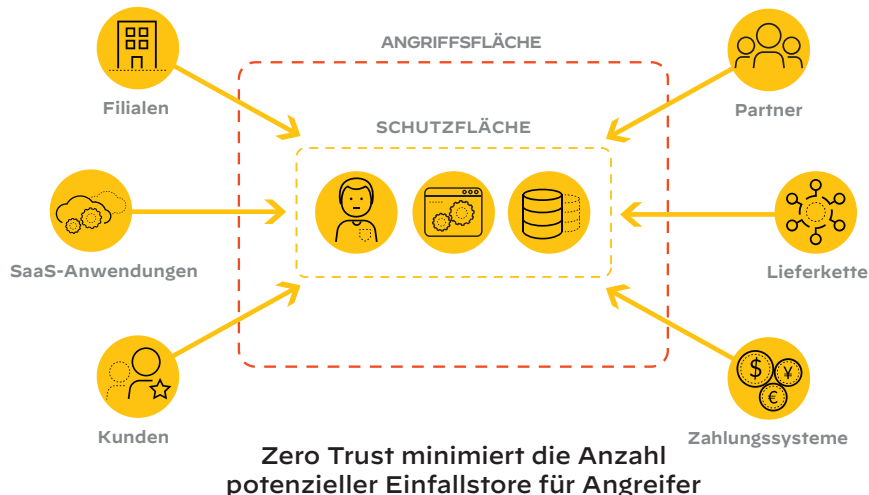 ANGRIFFSFLÄCHE
Filialen
Partner
SCHUTZFLÄCHE
SaaS-Anwendungen
Lieferkette
$ ¥
€
Kunden
Zahlungssysteme
Zero Trust minimiert die Anzahl
potenzieller Einfallstore für Angreifer